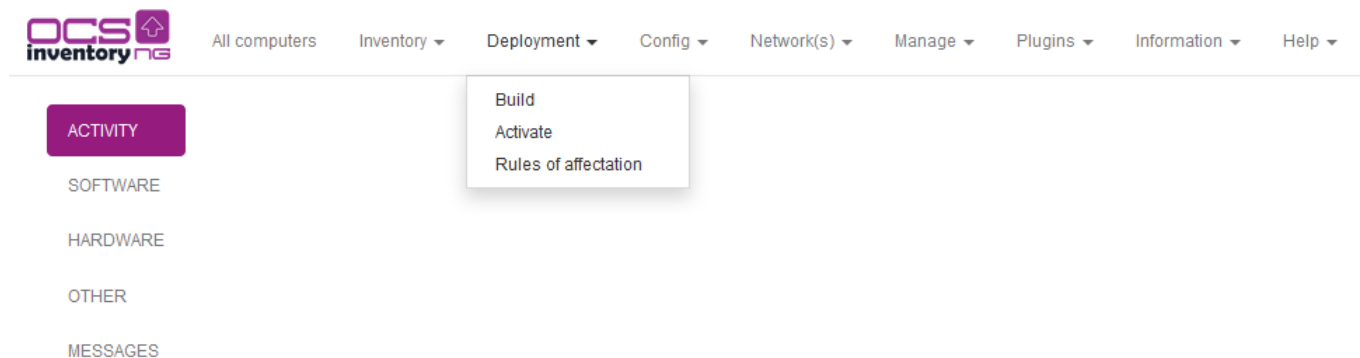 OCS
inventory NG
All computers Inventory Deployment Config Network(s) Manage Plugins Information Help
Build
Activate
Rules of affectation
ACTIVITY
SOFTWARE
HARDWARE
OTHER
MESSAGES